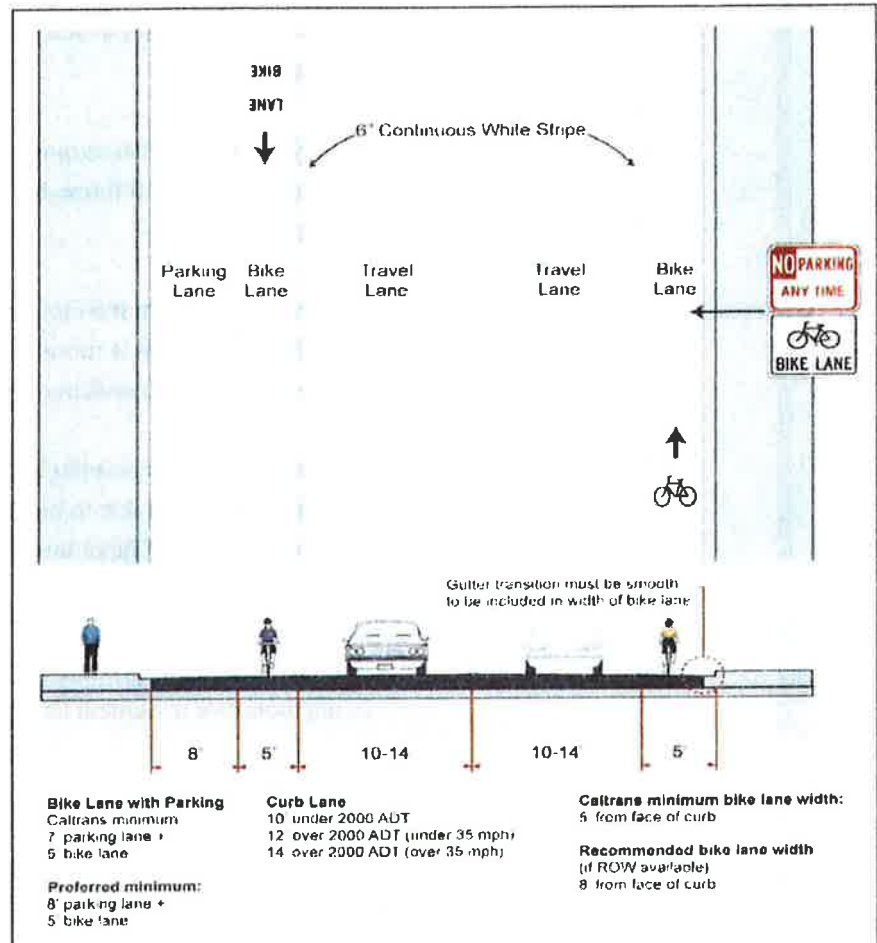 BIKE
LANE
6" Continuous White Stripe
Parking
Lane
Bike
Lane
Travel
Lane
Travel
Lane
Bike
Lane
NO PARKING
ANY TIME
BIKE LANE
Gutter transition must be smooth
to be included in width of bike lane
8' 5' 10-14' 10-14' 5'
Bike Lane with Parking
Caltrans minimum
7' parking lane +
5' bike lane
Preferred minimum:
8' parking lane +
5' bike lane
Curb Lane
10' under 2000 ADT
12' over 2000 ADT (under 35 mph)
14' over 2000 ADT (over 35 mph)
Caltrans minimum bike lane width:
5' from face of curb
Recommended bike lane width
(if ROW available)
8' from face of curb